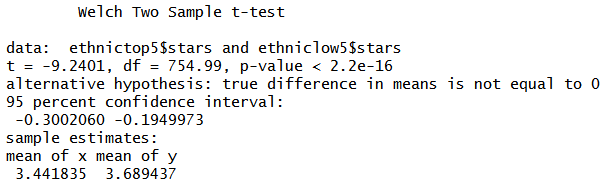 Welch Two Sample t-test
data:  ethnictop5$stars and ethniclow5$stars
t = -9.2401, df = 754.99, p-value < 2.2e-16
alternative hypothesis: true difference in means is not equal to 0
95 percent confidence interval:
 -0.3002060 -0.1949973
sample estimates:
mean of x mean of y
 3.441835  3.689437